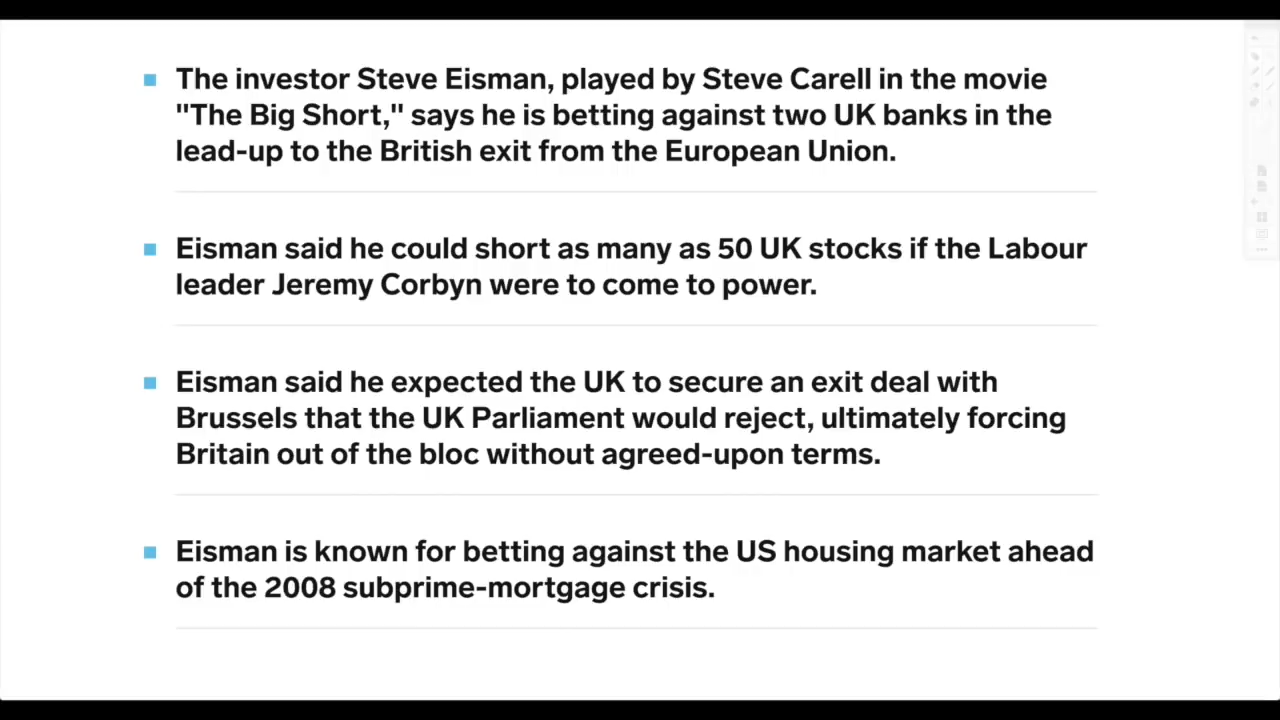 The investor Steve Eisman, played by Steve Carell in the movie
"The Big Short," says he is betting against two UK banks in the
lead-up to the British exit from the European Union.
Eisman said he could short as many as 50 UK stocks if the Labour
leader Jeremy Corbyn were to come to power.
Eisman said he expected the UK to secure an exit deal with
Brussels that the UK Parliament would reject, ultimately forcing
Britain out of the bloc without agreed-upon terms.
Eisman is known for betting against the US housing market ahead
of the 2008 subprime-mortgage crisis.